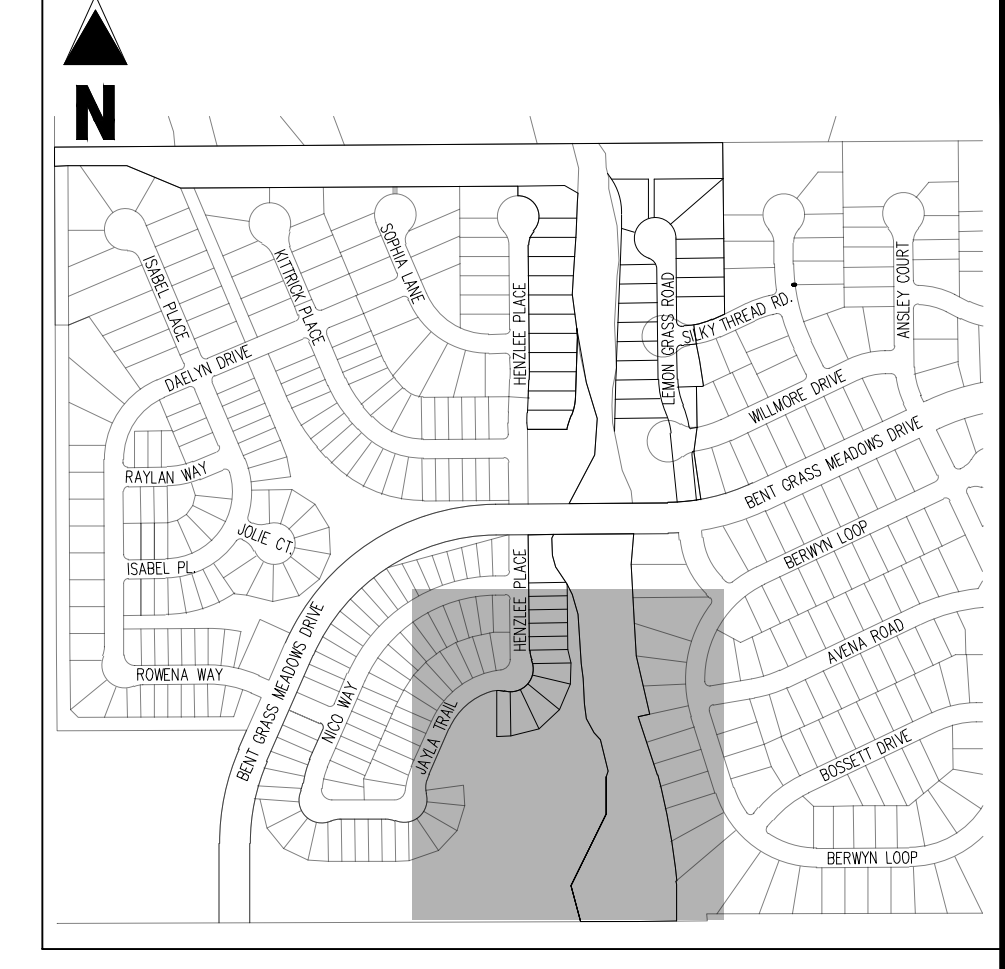 N
ISABEL PLACE
KITTRICK PLACE
SOPHIA LANE
HENZLEE PLACE
LEMON GRASS ROAD
SILKY THREAD RD.
ANSLEY COURT
DAELYN DRIVE
WILLMORE DRIVE
BENT GRASS MEADOWS DRIVE
RAYLAN WAY
JOLIE CT.
ISABEL PL.
BERWYN LOOP
HENZLEE PLACE
AVENA ROAD
ROWENA WAY
BENT GRASS MEADOWS DRIVE
NICO WAY
JAYLA TRAIL
BOSSETT DRIVE
BERWYN LOOP